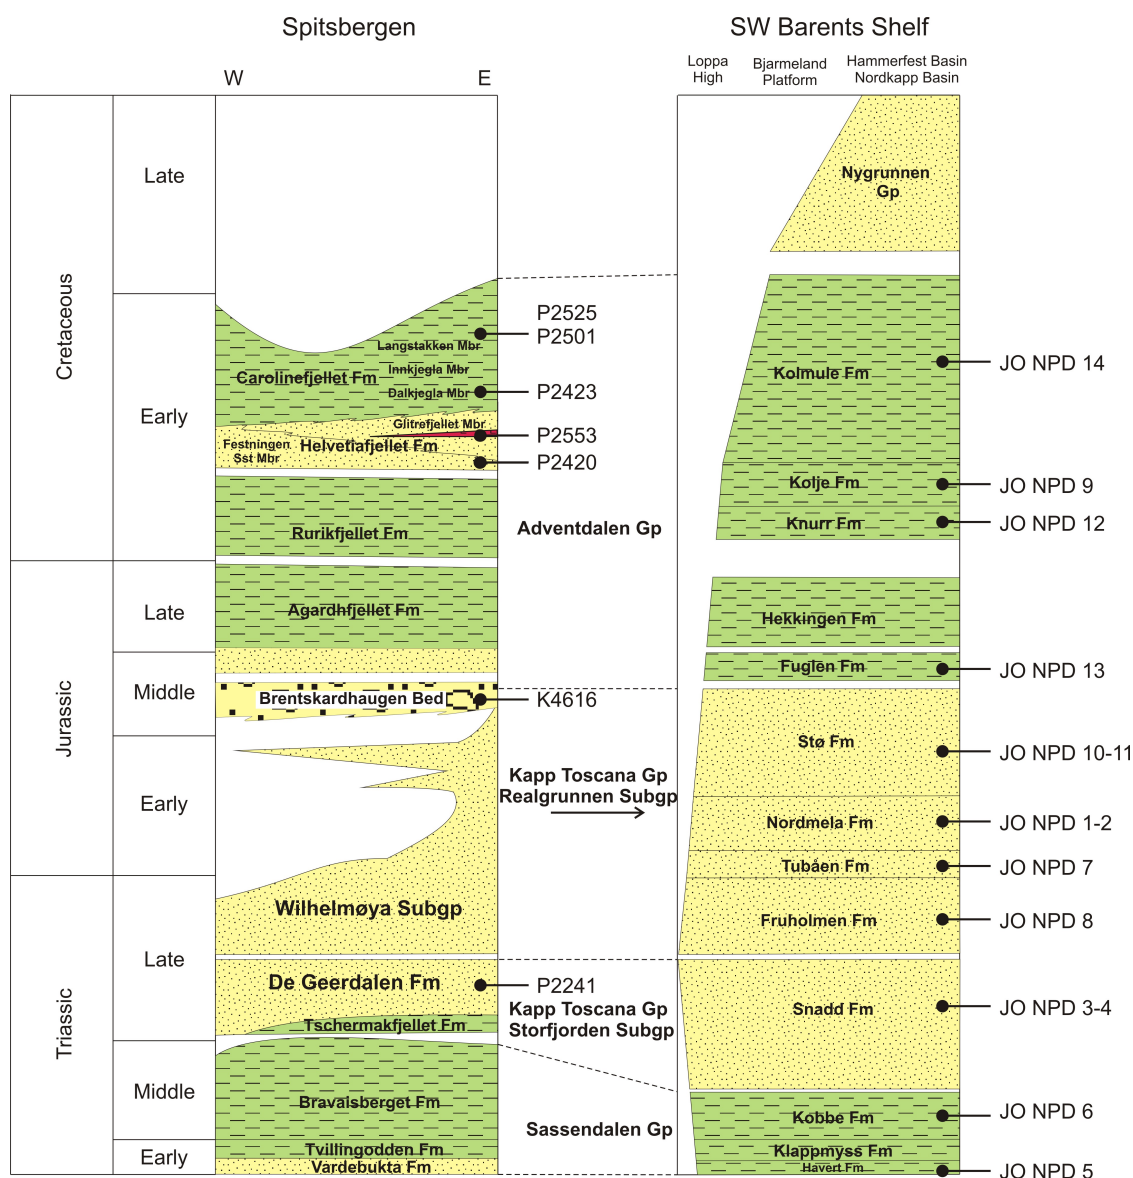 Spitsbergen
SW Barents Shelf
W
E
Loppa
High
Bjarmeland
Platform
Hammerfest Basin
Nordkapp Basin
Cretaceous
Late
Early
Jurassic
Late
Middle
Early
Triassic
Late
Middle
Early
Langstakken Mbr
Innkjegla Mbr
Carolinefjellet Fm
Dalkjegla Mbr
Glitrefjellet Mbr
Festningen
Sst Mbr
Helvetiafjellet Fm
Rurikfjellet Fm
Agardhfjellet Fm
Brentskardhaugen Bed
Wilhelmøya Subgp
De Geerdalen Fm
Tschermakfjellet Fm
Bravaisberget Fm
Tvillingodden Fm
Vardebukta Fm
P2525
P2501
P2423
P2553
P2420
Adventdalen Gp
K4616
Kapp Toscana Gp
Realgrunnen Subgp
P2241
Kapp Toscana Gp
Storfjorden Subgp
Sassendalen Gp
Nygrunnen
Gp
Kolmule Fm
Kolje Fm
Knurr Fm
Hekkingen Fm
Fuglen Fm
Stø Fm
Nordmela Fm
Tubåen Fm
Fruholmen Fm
Snadd Fm
Kobbe Fm
Klappmyss Fm
Havert Fm
JO NPD 14
JO NPD 9
JO NPD 12
JO NPD 13
JO NPD 10-11
JO NPD 1-2
JO NPD 7
JO NPD 8
JO NPD 3-4
JO NPD 6
JO NPD 5